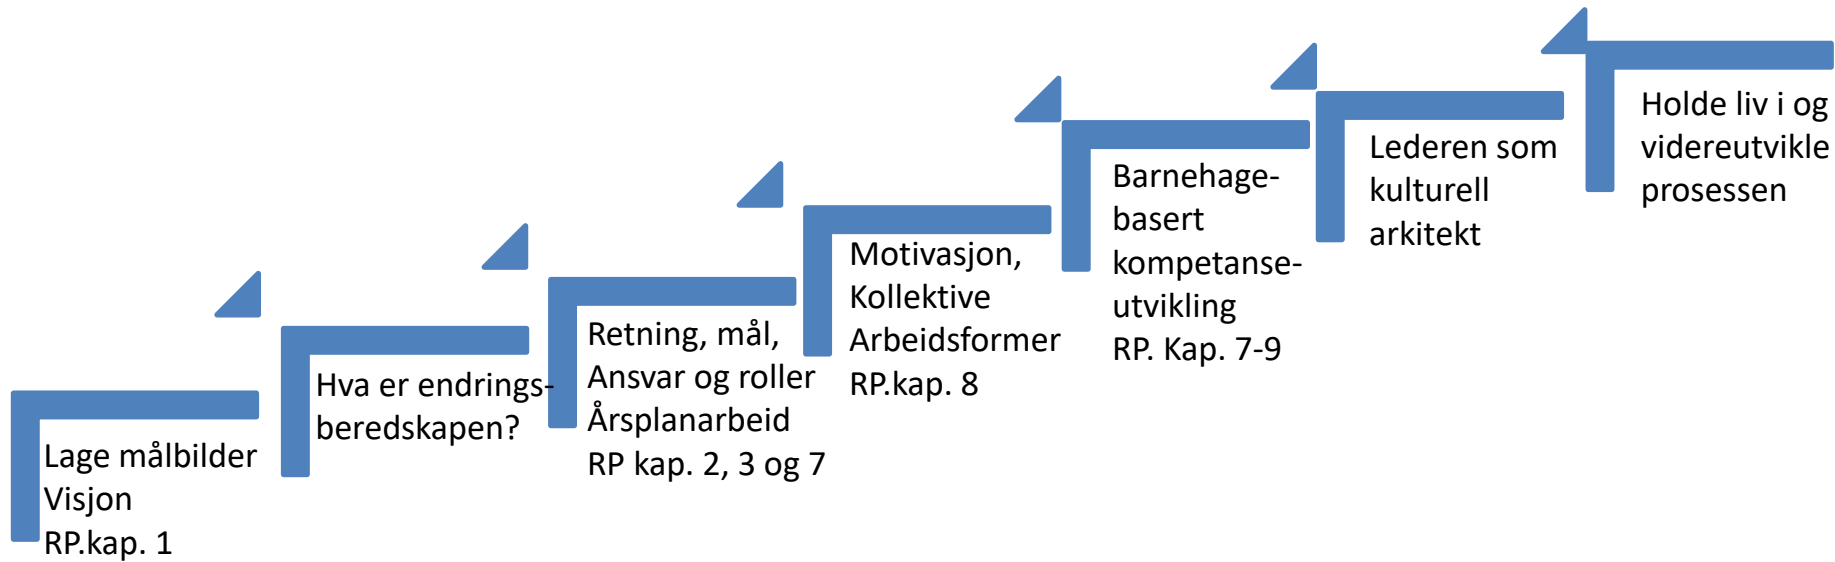 Lage målbilder
Visjon
RP.kap. 1
Hva er endrings-
beredskapen?
Retning, mål,
Ansvar og roller
Årsplanarbeid
RP kap. 2, 3 og 7
Motivasjon,
Kollektive
Arbeidsformer
RP.kap. 8
Barnehage-
basert
kompetanse-
utvikling
RP. Kap. 7-9
Lederen som
kulturell
arkitekt
Holde liv i og
videreutvikle
prosessen